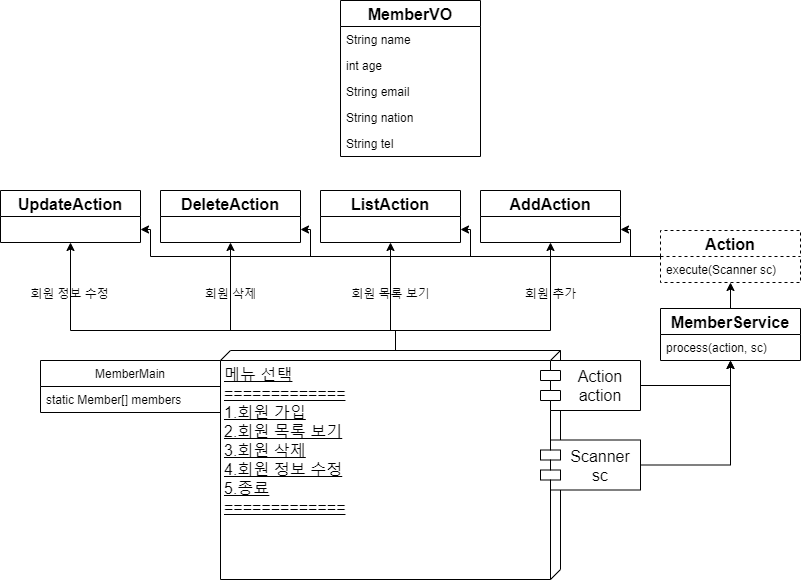 MemberVO
String name
int age
String email
String nation
String tel
UpdateAction
DeleteAction
ListAction
AddAction
Action
execute(Scanner sc)
회원 정보 수정
회원 삭제
회원 목록 보기
회원 추가
MemberService
process(action, sc)
MemberMain
static Member[] members
메뉴 선택
=============
1.회원 가입
2.회원 목록 보기
3.회원 삭제
4.회원 정보 수정
5.종료
=============
Action
action
Scanner
sc